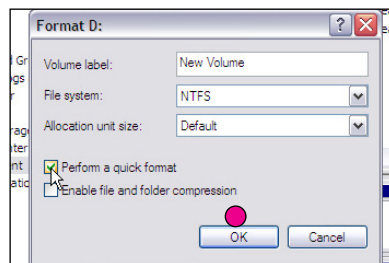 Format D:
Volume label: New Volume
File system: NTFS
Allocation unit size: Default
Perform a quick format
Enable file and folder compression
OK Cancel